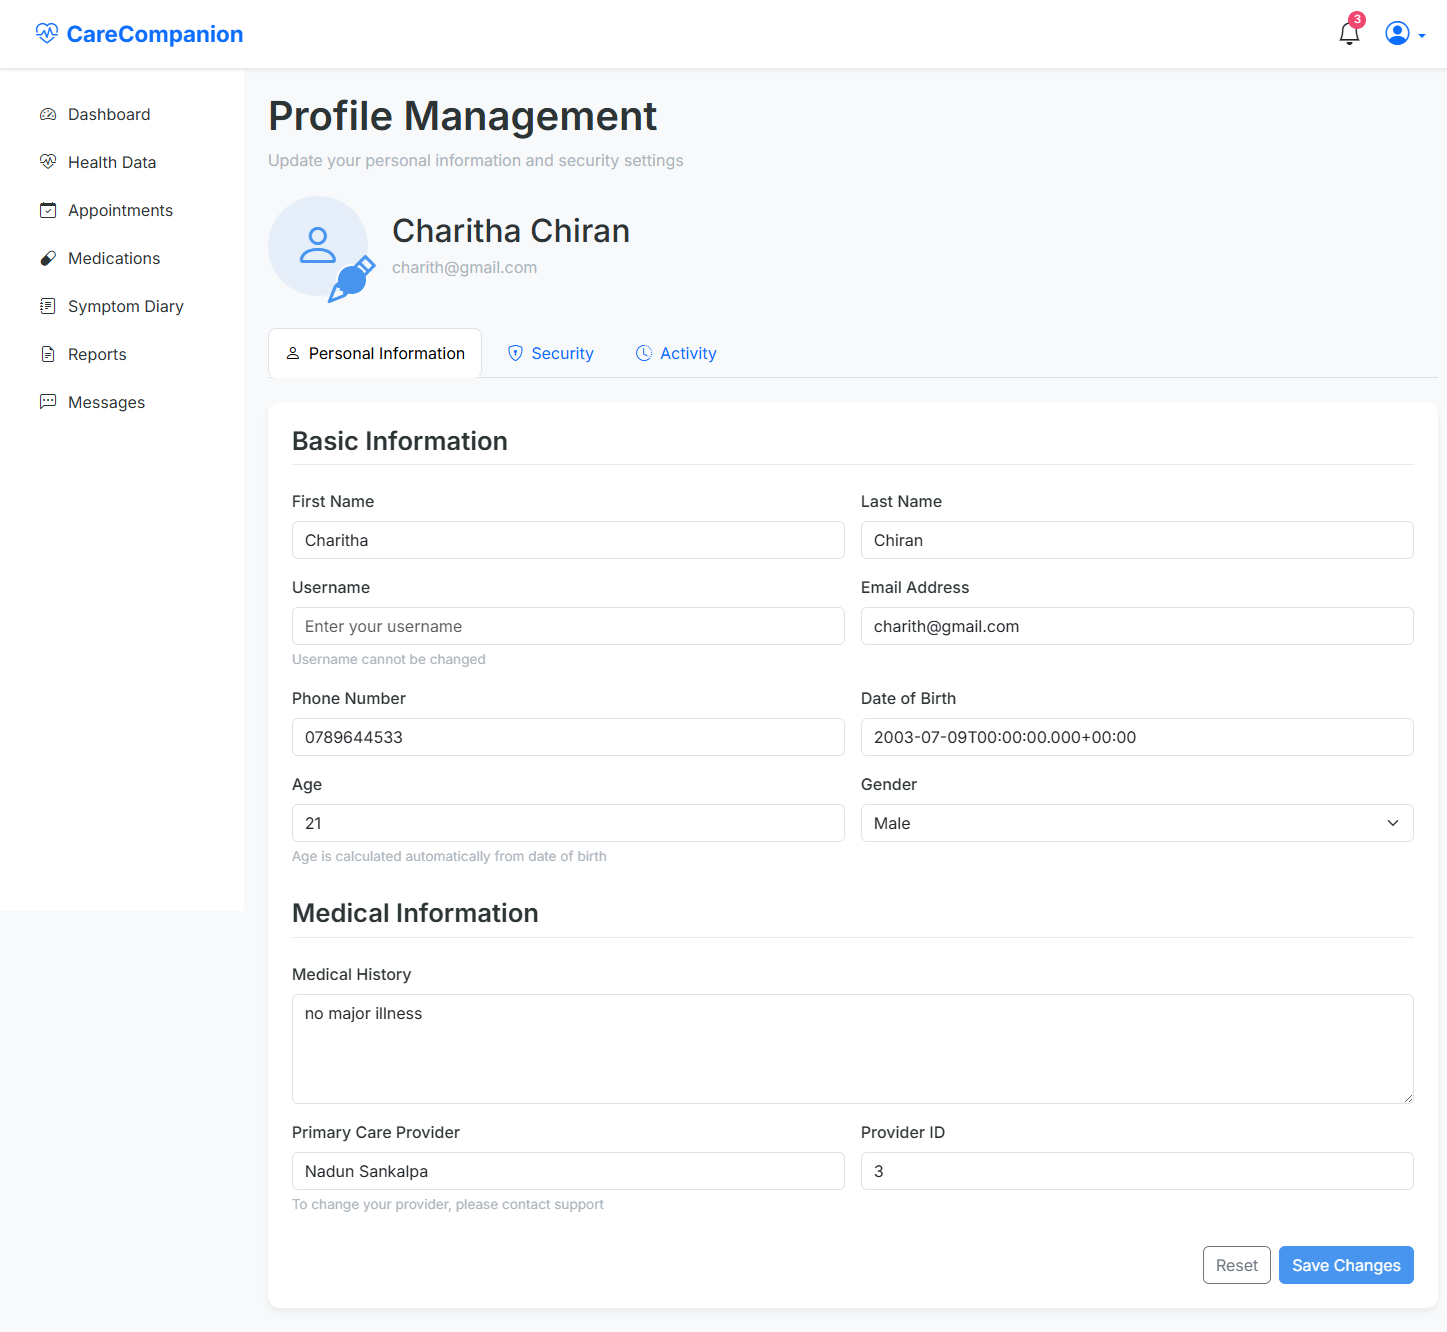 CareCompanion
3
Dashboard
Health Data
Appointments
Medications
Symptom Diary
Reports
Messages
Profile Management
Update your personal information and security settings
Charitha Chiran
charith@gmail.com
Personal Information
Security
Activity
Basic Information
First Name
Last Name
Charitha
Chiran
Username
Email Address
Enter your username
charith@gmail.com
Username cannot be changed
Phone Number
Date of Birth
0789644533
2003-07-09T00:00:00.000+00:00
Age
Gender
21
Male
Age is calculated automatically from date of birth
Medical Information
Medical History
no major illness
Primary Care Provider
Provider ID
Nadun Sankalpa
3
To change your provider, please contact support
Reset
Save Changes